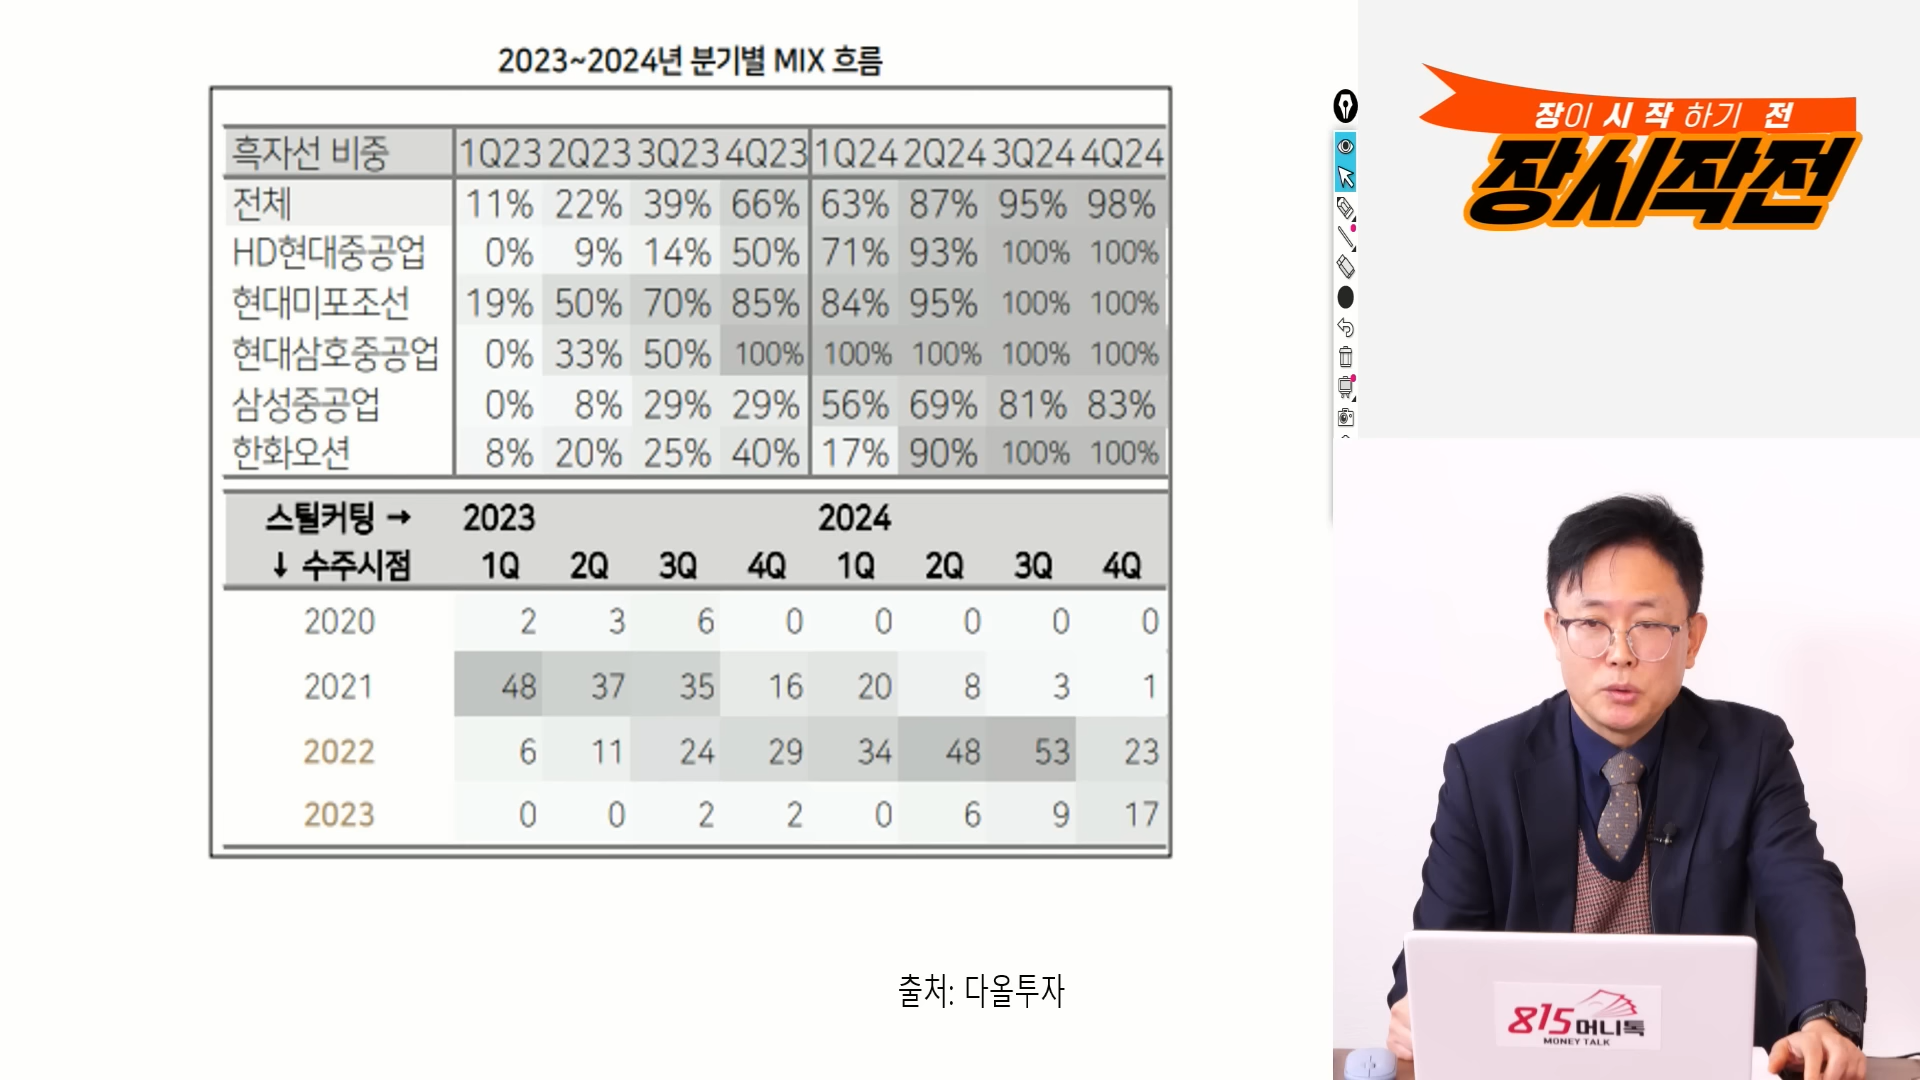 2023~2024년 분기별 MIX 흐름
흑자선 비중 1Q23 2Q23 3Q23 4Q23 1Q24 2Q24 3Q24 4Q24
전체 11% 22% 39% 66% 63% 87% 95% 98%
HD현대중공업 0% 9% 14% 50% 71% 93% 100% 100%
현대미포조선 19% 50% 70% 85% 84% 95% 100% 100%
현대삼호중공업 0% 33% 50% 100% 100% 100% 100% 100%
삼성중공업 0% 8% 29% 29% 56% 69% 81% 83%
한화오션 8% 20% 25% 40% 17% 90% 100% 100%
스틸커팅 → 2023 2024
↓ 수주시점 1Q 2Q 3Q 4Q 1Q 2Q 3Q 4Q
2020 2 3 6 0 0 0 0 0
2021 48 37 35 16 20 8 3 1
2022 6 11 24 29 34 48 53 23
2023 0 0 2 2 0 6 9 17
출처: 다올투자
장이 시작하기 전
장시작전
815머니톡
MONEY TALK